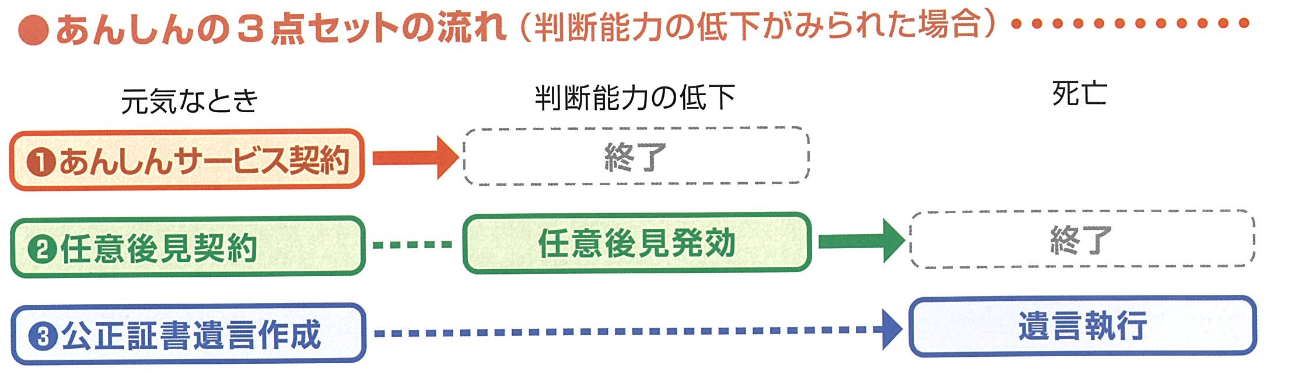 ●あんしんの3点セットの流れ（判断能力の低下がみられた場合）
元気なとき 判断能力の低下 死亡
❶あんしんサービス契約 終了
❷任意後見契約 任意後見発効 終了
❸公正証書遺言作成 遺言執行